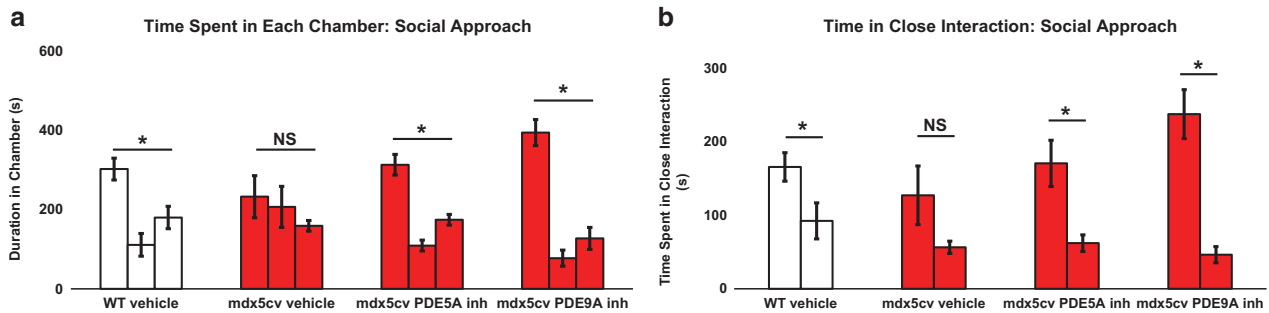 a
Time Spent in Each Chamber: Social Approach
Duration in Chamber (s)
600
400
200
0
*
NS
*
*
WT vehicle
mdx5cv vehicle
mdx5cv PDE5A inh
mdx5cv PDE9A inh
b
Time in Close Interaction: Social Approach
Time Spent in Close Interaction
(s)
300
200
100
0
*
NS
*
*
WT vehicle
mdx5cv vehicle
mdx5cv PDE5A inh
mdx5cv PDE9A inh